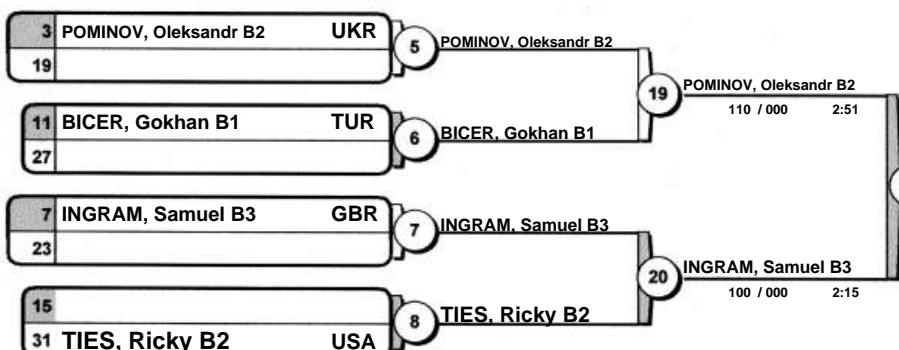 3 POMINOV, Oleksandr B2 UKR
19
5 POMINOV, Oleksandr B2
11 BICER, Gokhan B1 TUR
27
6 BICER, Gokhan B1
19 POMINOV, Oleksandr B2
110 / 000 2:51
7 INGRAM, Samuel B3 GBR
23
7 INGRAM, Samuel B3
15
31 TIES, Ricky B2 USA
8 TIES, Ricky B2
20 INGRAM, Samuel B3
100 / 000 2:15